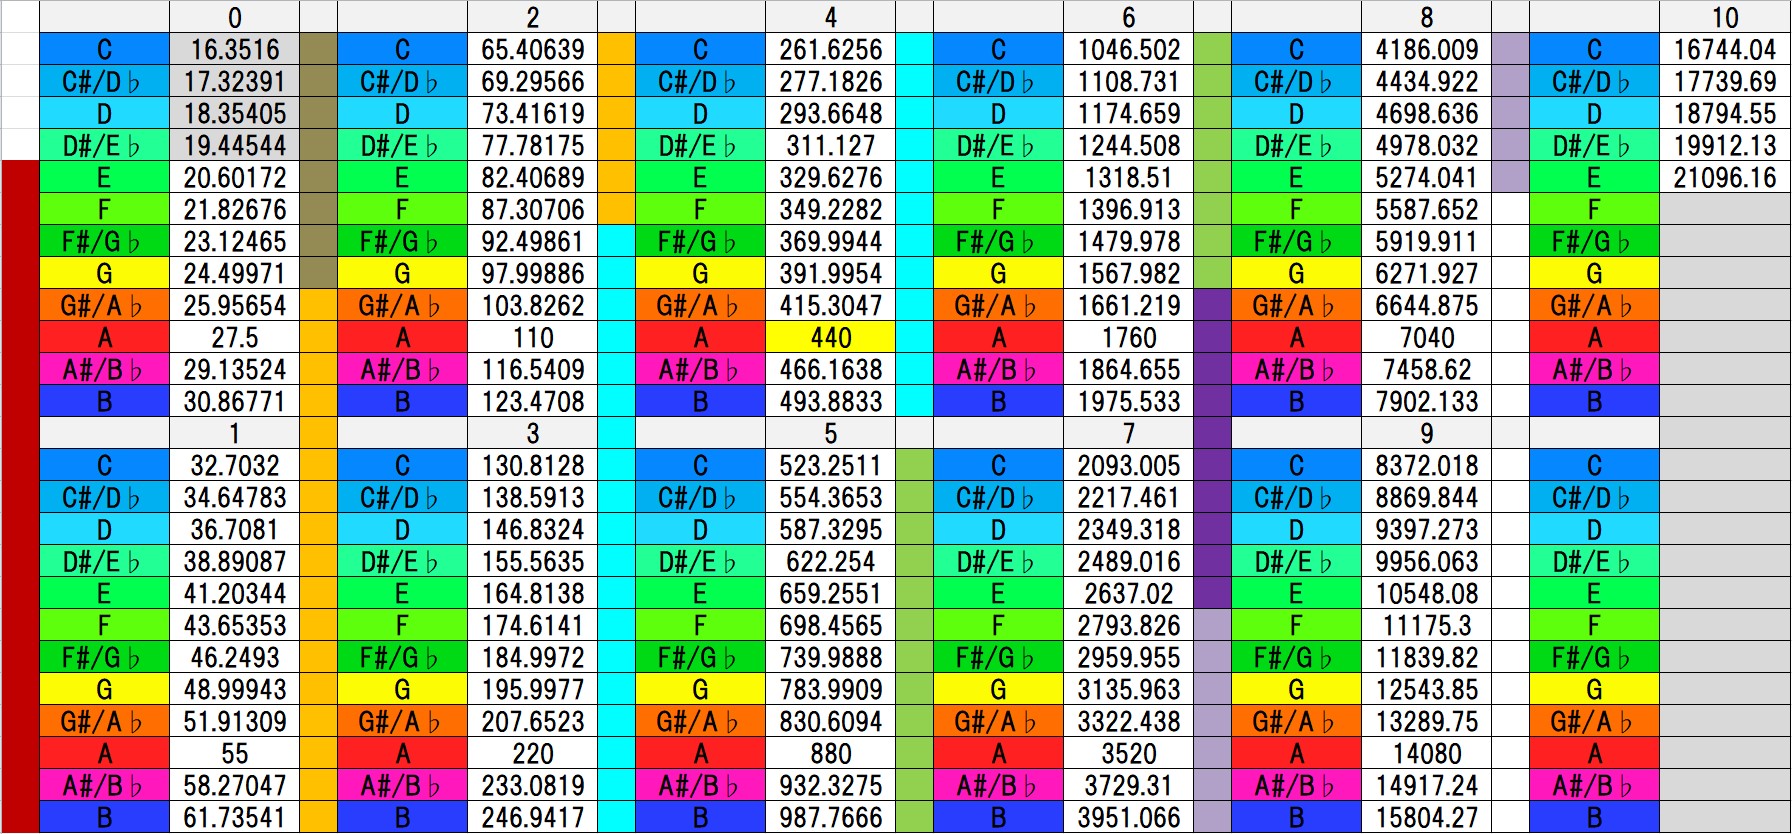 0 2 4 6 8 10
C 16.3516 C 65.40639 C 261.6256 C 1046.502 C 4186.009 C 16744.04
C#/D♭ 17.32391 C#/D♭ 69.29566 C#/D♭ 277.1826 C#/D♭ 1108.731 C#/D♭ 4434.922 C#/D♭ 17739.69
D 18.35405 D 73.41619 D 293.6648 D 1174.659 D 4698.636 D 18794.55
D#/E♭ 19.44544 D#/E♭ 77.78175 D#/E♭ 311.127 D#/E♭ 1244.508 D#/E♭ 4978.032 D#/E♭ 19912.13
E 20.60172 E 82.40689 E 329.6276 E 1318.51 E 5274.041 E 21096.16
F 21.82676 F 87.30706 F 349.2282 F 1396.913 F 5587.652 F
F#/G♭ 23.12465 F#/G♭ 92.49861 F#/G♭ 369.9944 F#/G♭ 1479.978 F#/G♭ 5919.911 F#/G♭
G 24.49971 G 97.99886 G 391.9954 G 1567.982 G 6271.927 G
G#/A♭ 25.95654 G#/A♭ 103.8262 G#/A♭ 415.3047 G#/A♭ 1661.219 G#/A♭ 6644.875 G#/A♭
A 27.5 A 110 A 440 A 1760 A 7040 A
A#/B♭ 29.13524 A#/B♭ 116.5409 A#/B♭ 466.1638 A#/B♭ 1864.655 A#/B♭ 7458.62 A#/B♭
B 30.86771 B 123.4708 B 493.8833 B 1975.533 B 7902.133 B
1 3 5 7 9
C 32.7032 C 130.8128 C 523.2511 C 2093.005 C 8372.018 C
C#/D♭ 34.64783 C#/D♭ 138.5913 C#/D♭ 554.3653 C#/D♭ 2217.461 C#/D♭ 8869.844 C#/D♭
D 36.7081 D 146.8324 D 587.3295 D 2349.318 D 9397.273 D
D#/E♭ 38.89087 D#/E♭ 155.5635 D#/E♭ 622.254 D#/E♭ 2489.016 D#/E♭ 9956.063 D#/E♭
E 41.20344 E 164.8138 E 659.2551 E 2637.02 E 10548.08 E
F 43.65353 F 174.6141 F 698.4565 F 2793.826 F 11175.3 F
F#/G♭ 46.2493 F#/G♭ 184.9972 F#/G♭ 739.9888 F#/G♭ 2959.955 F#/G♭ 11839.82 F#/G♭
G 48.99943 G 195.9977 G 783.9909 G 3135.963 G 12543.85 G
G#/A♭ 51.91309 G#/A♭ 207.6523 G#/A♭ 830.6094 G#/A♭ 3322.438 G#/A♭ 13289.75 G#/A♭
A 55 A 220 A 880 A 3520 A 14080 A
A#/B♭ 58.27047 A#/B♭ 233.0819 A#/B♭ 932.3275 A#/B♭ 3729.31 A#/B♭ 14917.24 A#/B♭
B 61.73541 B 246.9417 B 987.7666 B 3951.066 B 15804.27 B